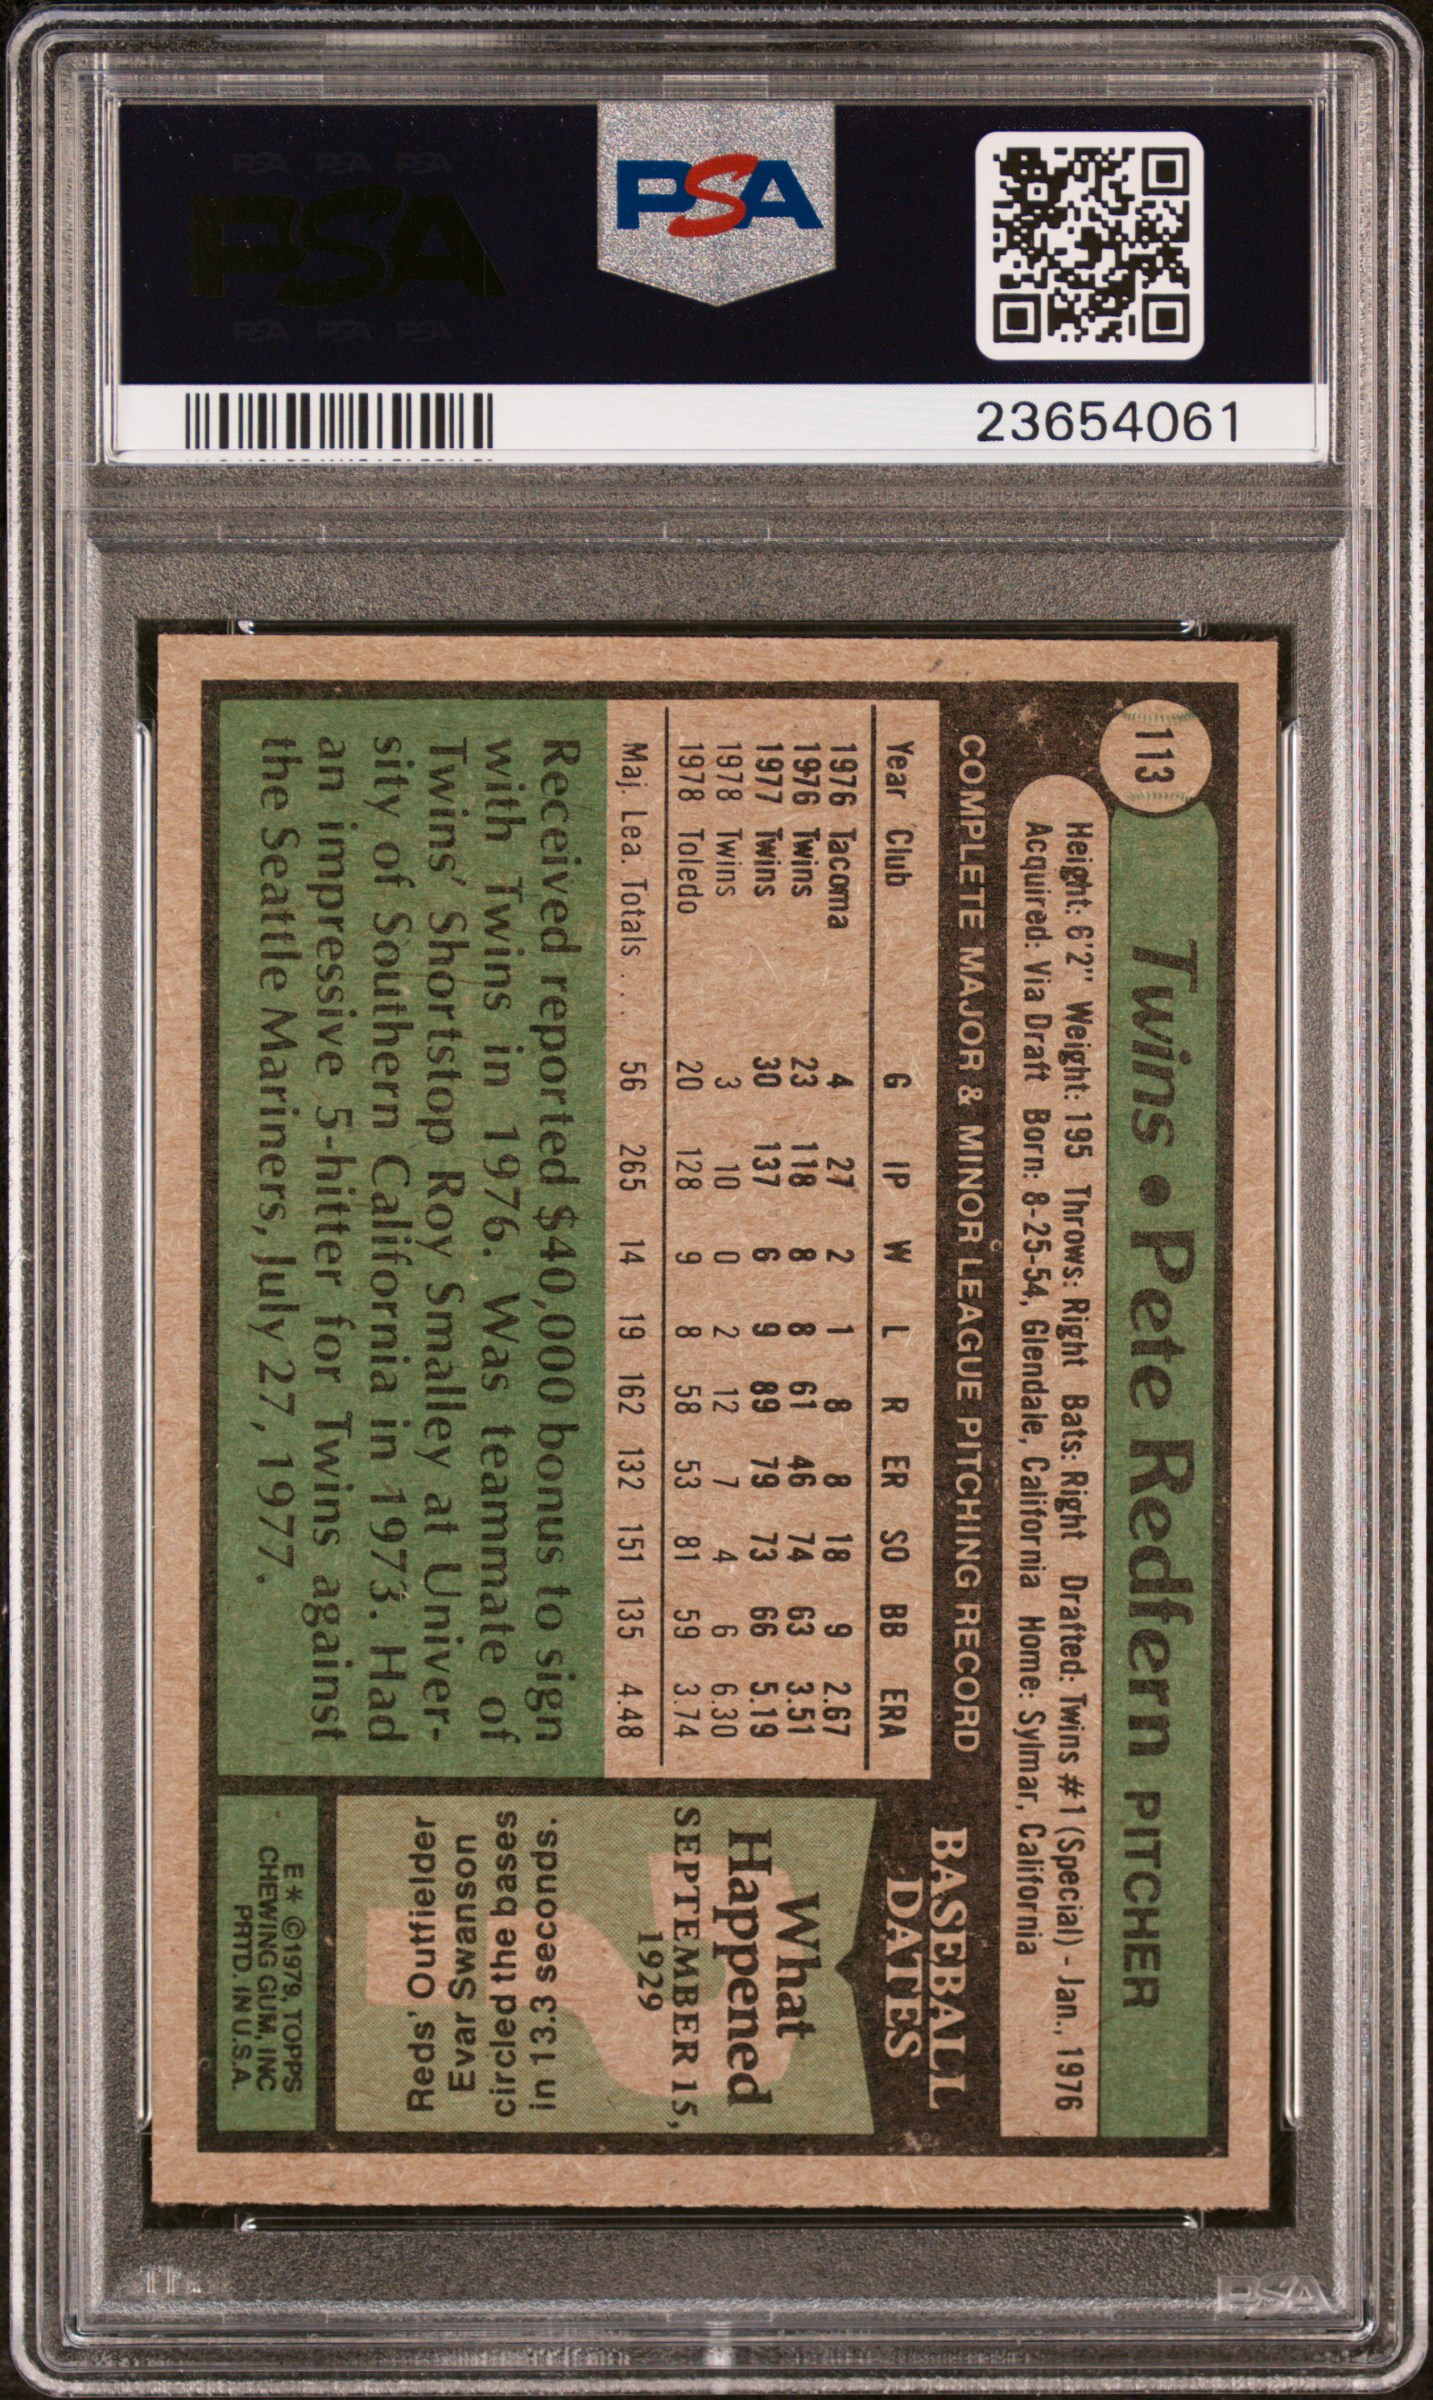 PSA PSA PSA
PSA
PSA PSA PSA
PSA
23654061
113
Twins • Pete Redfern PITCHER
Height: 6'2" Weight: 195 Throws: Right Bats: Right Drafted: Twins #1 (Special) - Jan., 1976
Acquired: Via Draft Born: 8-25-54, Glendale, California Home: Sylmar, California
COMPLETE MAJOR & MINOR LEAGUE PITCHING RECORD
Year Club G IP W L R ER SO BB ERA
1976 Tacoma 4 27 2 1 8 8 18 9 2.67
1976 Twins 23 118 8 8 61 46 74 63 3.51
1977 Twins 30 137 6 9 89 79 73 66 5.19
1978 Twins 3 10 0 2 12 7 4 6 6.30
1978 Toledo 20 128 9 8 58 53 81 59 3.74
Maj. Lea. Totals . . . 56 265 14 19 162 132 151 135 4.48
Received reported $40,000 bonus to sign
with Twins in 1976. Was teammate of
Twins' Shortstop Roy Smalley at Univer-
sity of Southern California in 1973. Had
an impressive 5-hitter for Twins against
the Seattle Mariners, July 27, 1977.
BASEBALL
DATES
What
Happened
SEPTEMBER 15,
1929
Reds' Outfielder
Evar Swanson
circled the bases
in 13.3 seconds.
E* ©1979, TOPPS
CHEWING GUM, INC
PRTD. IN U.S.A.
PSA